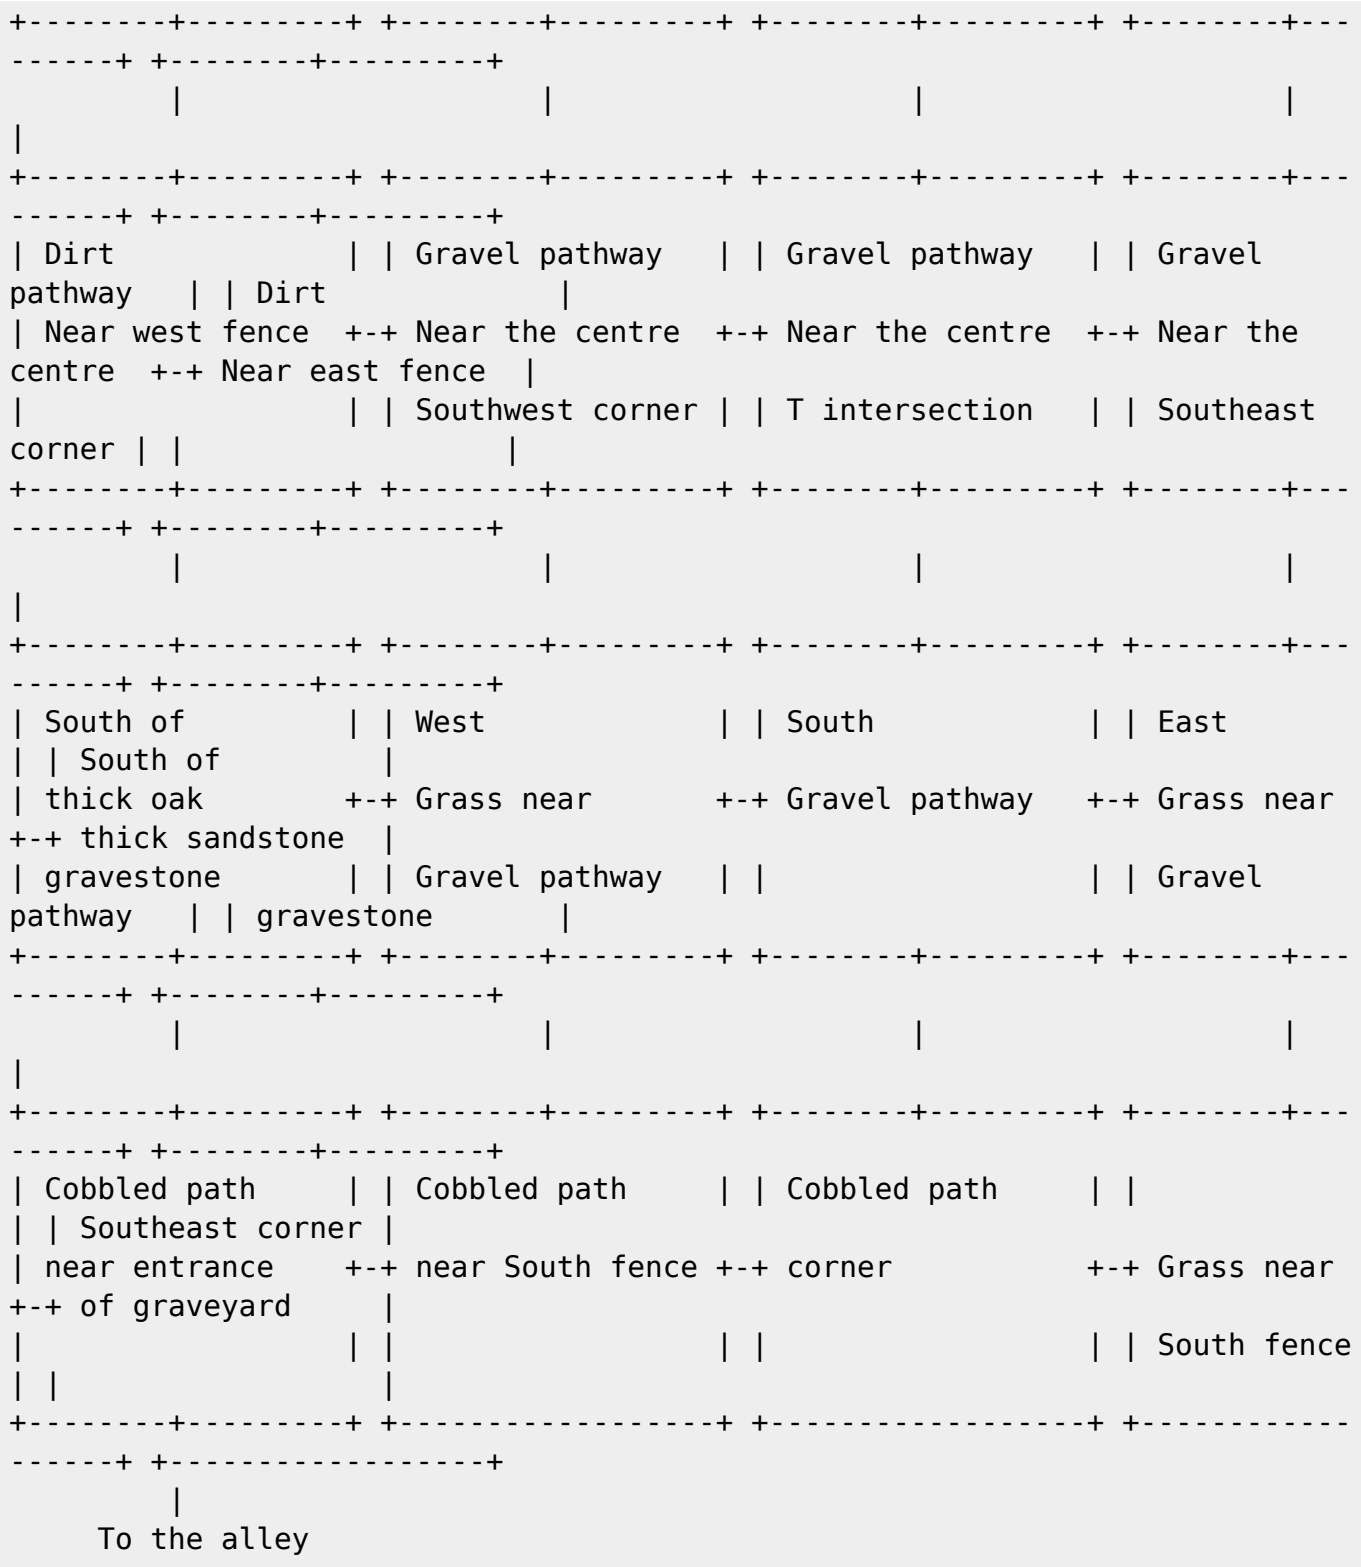 +--------+---------+ +--------+---------+ +--------+---------+ +--------+---
------+ +--------+---------+
         |                    |                    |                    |
|
+--------+---------+ +--------+---------+ +--------+---------+ +--------+---
------+ +--------+---------+
| Dirt             | | Gravel pathway   | | Gravel pathway   | | Gravel
pathway   | | Dirt             |
| Near west fence  +-+ Near the centre  +-+ Near the centre  +-+ Near the
centre  +-+ Near east fence  |
|                  | | Southwest corner | | T intersection   | | Southeast
corner | |                  |
+--------+---------+ +--------+---------+ +--------+---------+ +--------+---
------+ +--------+---------+
         |                    |                    |                    |
|
+--------+---------+ +--------+---------+ +--------+---------+ +--------+---
------+ +--------+---------+
| South of         | | West             | | South            | | East
| | South of         |
| thick oak        +-+ Grass near       +-+ Gravel pathway   +-+ Grass near
+-+ thick sandstone  |
| gravestone       | | Gravel pathway   | |                  | | Gravel
pathway   | | gravestone       |
+--------+---------+ +--------+---------+ +--------+---------+ +--------+---
------+ +--------+---------+
         |                    |                    |                    |
|
+--------+---------+ +--------+---------+ +--------+---------+ +--------+---
------+ +--------+---------+
| Cobbled path     | | Cobbled path     | | Cobbled path     | |
| | Southeast corner |
| near entrance    +-+ near South fence +-+ corner           +-+ Grass near
+-+ of graveyard     |
|                  | |                  | |                  | | South fence
| |                  |
+--------+---------+ +------------------+ +------------------+ +------------
------+ +------------------+
         |
     To the alley